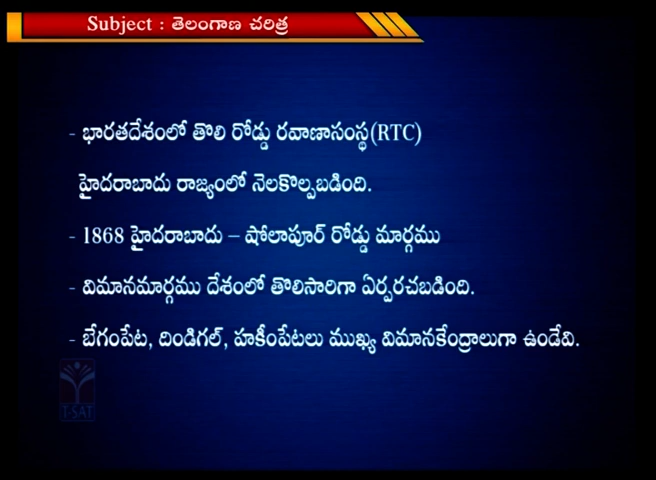 Subject : తెలంగాణ చరిత్ర
- భారతదేశంలో తొలి రోడ్డు రవాణాసంస్థ(RTC)
హైదరాబాదు రాజ్యంలో నెలకొల్పబడింది.
- 1868 హైదరాబాదు – షోలాపూర్ రోడ్డు మార్గము
- విమానమార్గము దేశంలో తొలిసారిగా ఏర్పరచబడింది.
- బేగంపేట, దిండిగల్, హకీంపేటలు ముఖ్య విమానకేంద్రాలుగా ఉండేవి.
T-SAT